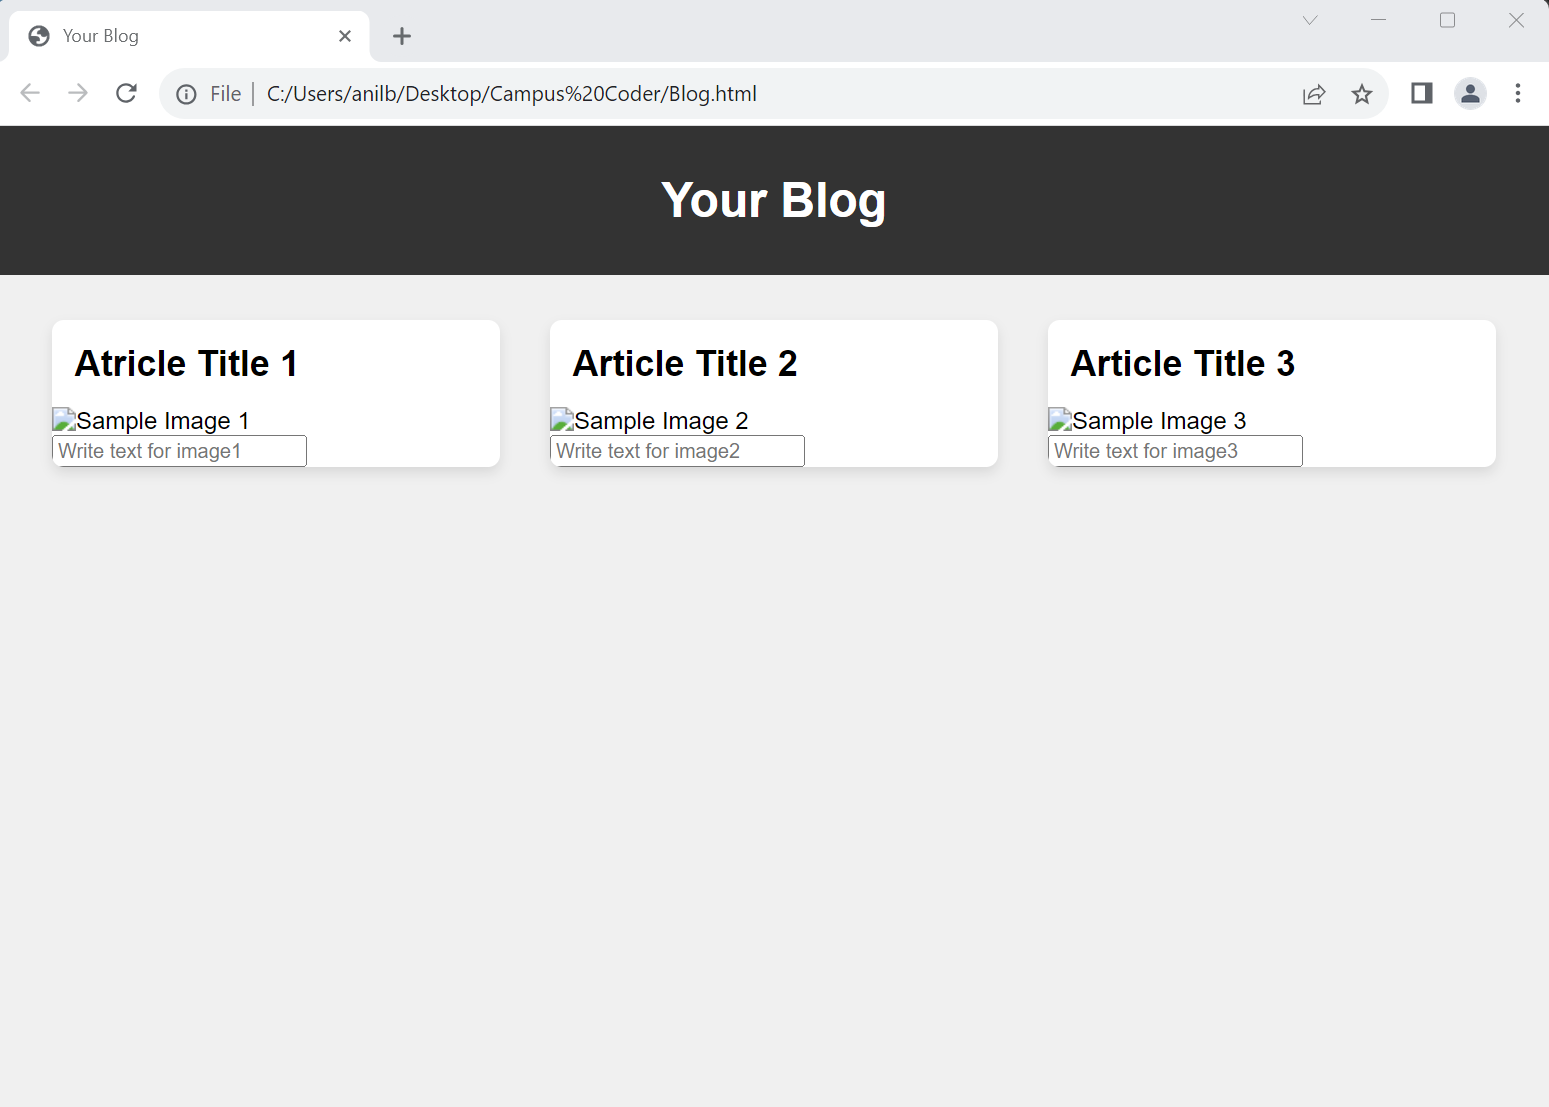 Your Blog
File
C:/Users/anilb/Desktop/Campus%20Coder/Blog.html
Your Blog
Atricle Title 1
Sample Image 1
Write text for image1
Article Title 2
Sample Image 2
Write text for image2
Article Title 3
Sample Image 3
Write text for image3